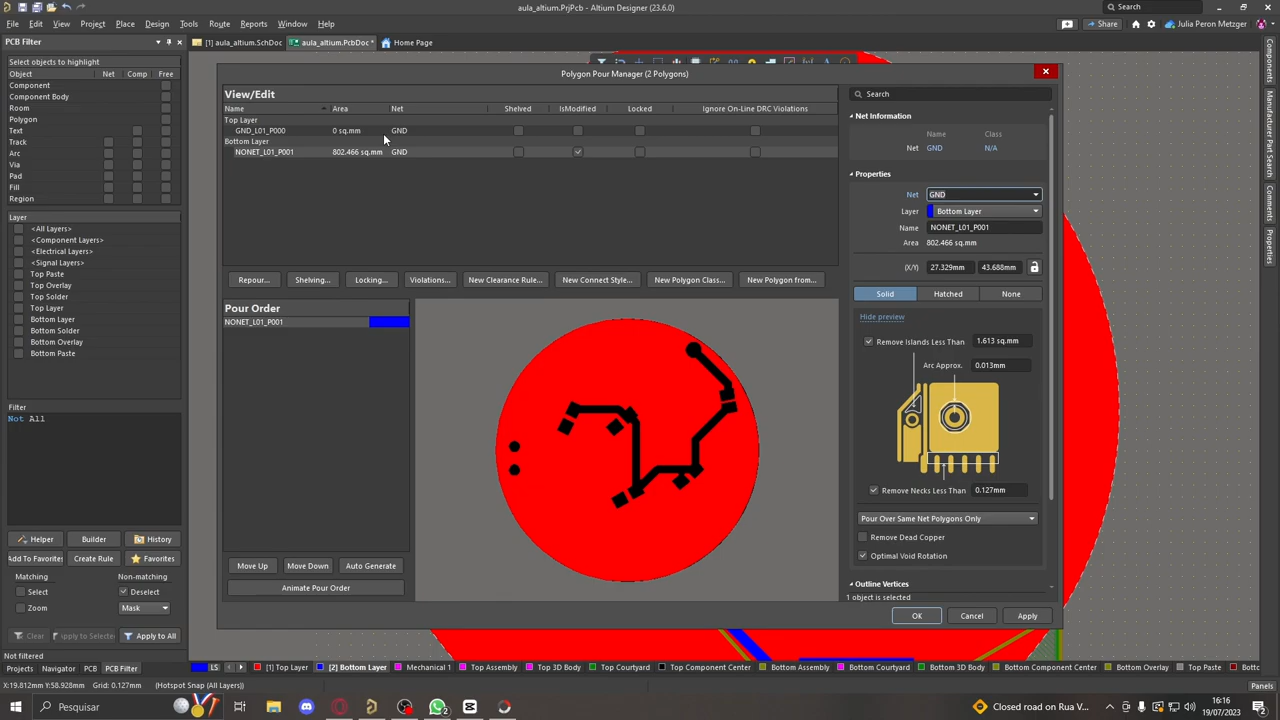 aula_altium.PrjPcb - Altium Designer (23.6.0)
Search
File Edit View Project Place Design Tools Route Reports Window Help
Share
Julia Peron Metzger
PCB Filter
[1] aula_altium.SchDoc
aula_altium.PcbDoc *
Home Page
Select objects to highlight
Object Net Comp Free
Component
Component Body
Room
Polygon
Text
Track
Arc
Via
Pad
Fill
Region
Layer
<All Layers>
<Component Layers>
<Electrical Layers>
<Signal Layers>
Top Paste
Top Overlay
Top Solder
Top Layer
Bottom Layer
Bottom Solder
Bottom Overlay
Bottom Paste
Filter
Not All
Helper Builder History
Add To Favorites Create Rule Favorites
Matching Non-matching
Select Deselect
Zoom Mask
Clear Apply to All
Not filtered
Projects Navigator PCB PCB Filter
Polygon Pour Manager (2 Polygons)
View/Edit
Name Area Net Shelved IsModified Locked Ignore On-Line DRC Violations
Top Layer
GND_L01_P000 0 sq.mm GND
Bottom Layer
NONET_L01_P001 802.466 sq.mm GND
Repour... Shelving... Locking... Violations... New Clearance Rule... New Connect Style... New Polygon Class... New Polygon from...
Pour Order
NONET_L01_P001
Move Up Move Down Auto Generate
Animate Pour Order
Search
Net Information
Name Class
Net GND N/A
Properties
Net GND
Layer Bottom Layer
Name NONET_L01_P001
Area 802.466 sq.mm
(X/Y) 27.329mm 43.688mm
Solid Hatched None
Hide preview
Remove Islands Less Than 1.613 sq.mm
Arc Approx. 0.013mm
Remove Necks Less Than 0.127mm
Pour Over Same Net Polygons Only
Remove Dead Copper
Optimal Void Rotation
Outline Vertices
1 object is selected
OK Cancel Apply
Components
Manufacturer Part Search
Comments
Properties
LS [1] Top Layer [2] Bottom Layer Mechanical 1 Top Assembly Top 3D Body Top Courtyard Top Component Center Bottom Assembly Bottom Courtyard Bottom 3D Body Bottom Component Center Bottom Overlay Top Paste
X:19.812mm Y:58.928mm Grid: 0.127mm (Hotspot Snap (All Layers))
Panels
Pesquisar
Closed road on Rua V...
16:16
19/07/2023